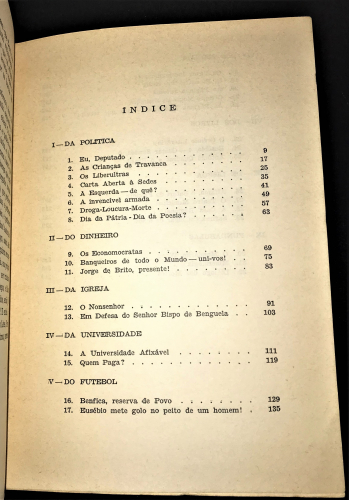 INDICE
I — DA POLITICA
1. Eu, Deputado . . . . . . . . . . . 9
2. As Crianças de Travanca . . . . . . . . 17
3. Os Liberultras . . . . . . . . . . . 25
4. Carta Aberta à Sedes . . . . . . . . . 35
5. A Esquerda — de quê? . . . . . . . . . 41
6. A invencível armada . . . . . . . . . 49
7. Droga-Loucura-Morte . . . . . . . . . 57
8. Dia da Pátria - Dia da Poesia? . . . . . . 63
II — DO DINHEIRO
9. Os Economocratas . . . . . . . . . . 69
10. Banqueiros de todo o Mundo — uni-vos! . . . 75
11. Jorge de Brito, presente! . . . . . . . . 83
III — DA IGREJA
12. O Nonsenhor . . . . . . . . . . . 91
13. Em Defesa do Senhor Bispo de Benguela . . . 103
IV — DA UNIVERSIDADE
14. A Universidade Afixável . . . . . . . . 111
15. Quem Paga? . . . . . . . . . . . 119
V — DO FUTEBOL
16. Benfica, reserva de Povo . . . . . . . . 129
17. Eusébio mete golo no peito de um homem! . . 135